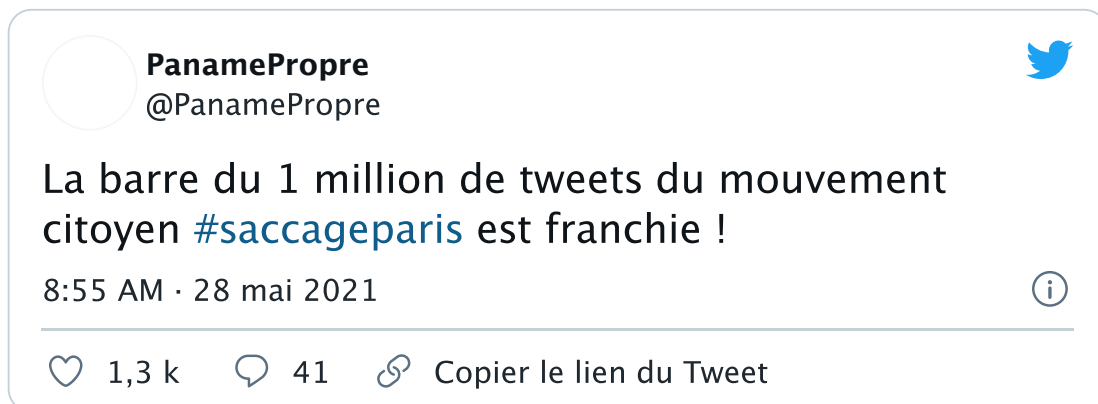 PanamePropre
@PanamePropre
La barre du 1 million de tweets du mouvement
citoyen #saccageparis est franchie !
8:55 AM · 28 mai 2021
1,3 k 41 Copier le lien du Tweet